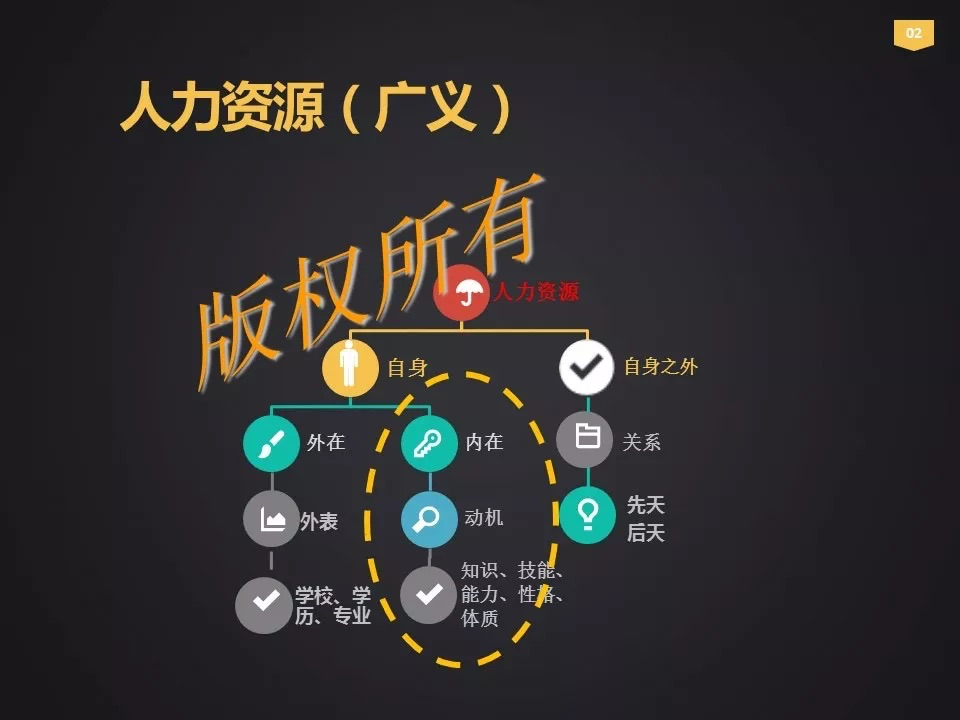 02
人力资源（广义）
版权所有
人力资源
自身
自身之外
外在
内在
关系
外表
动机
先天
后天
学校、学
历、专业
知识、技能、
能力、性格、
体质